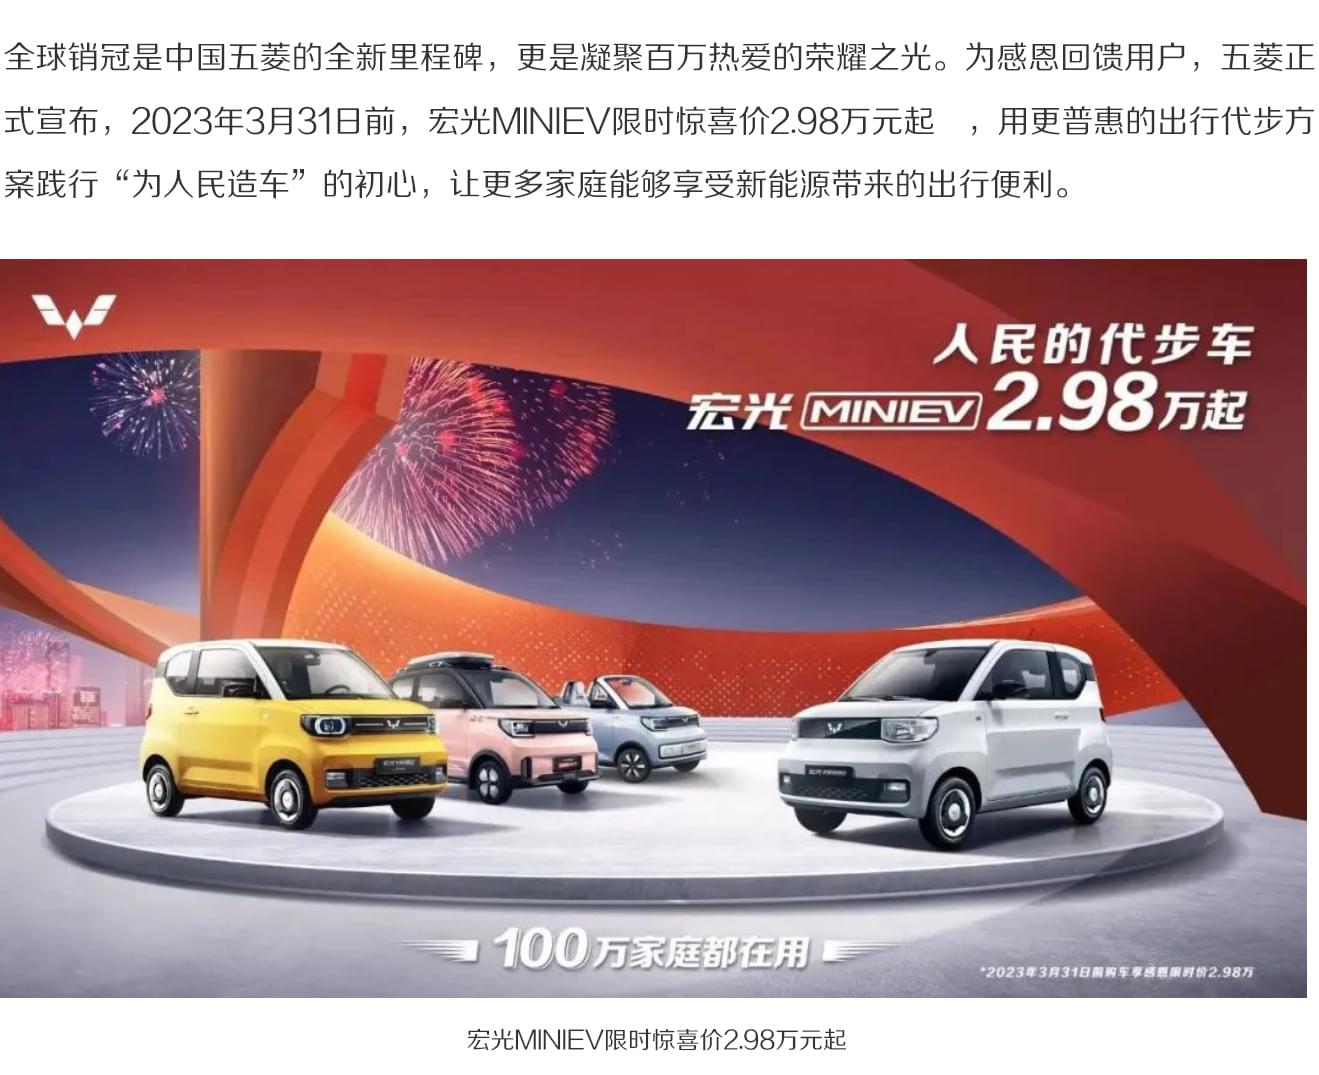 全球销冠是中国五菱的全新里程碑，更是凝聚百万热爱的荣耀之光。为感恩回馈用户，五菱正
式宣布，2023年3月31日前，宏光MINIEV限时惊喜价2.98万元起　，用更普惠的出行代步方
案践行“为人民造车”的初心，让更多家庭能够享受新能源带来的出行便利。
人民的代步车
宏光 MINIEV 2.98万起
100万家庭都在用
*2023年3月31日前购车享感恩限时价2.98万
宏光MINIEV限时惊喜价2.98万元起